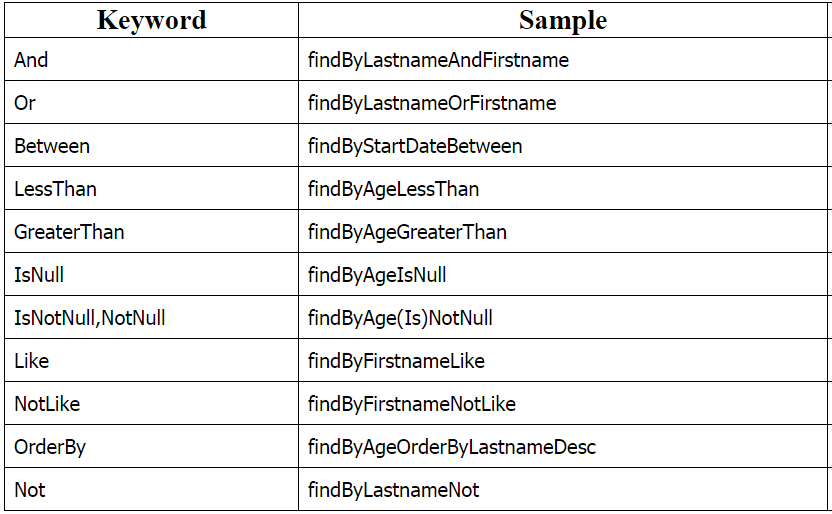 Keyword Sample
And findByLastnameAndFirstname
Or findByLastnameOrFirstname
Between findByStartDateBetween
LessThan findByAgeLessThan
GreaterThan findByAgeGreaterThan
IsNull findByAgeIsNull
IsNotNull,NotNull findByAge(Is)NotNull
Like findByFirstnameLike
NotLike findByFirstnameNotLike
OrderBy findByAgeOrderByLastnameDesc
Not findByLastnameNot